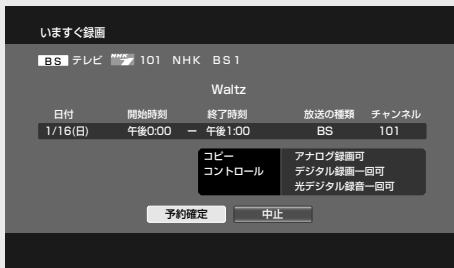 いますぐ録画
BS テレビ NHK 101 NHK BS1
Waltz
日付 開始時刻 終了時刻 放送の種類 チャンネル
1/16(日) 午後0:00 － 午後1:00 BS 101
コピー アナログ録画可
コントロール デジタル録画一回可
光デジタル録音一回可
予約確定 中止